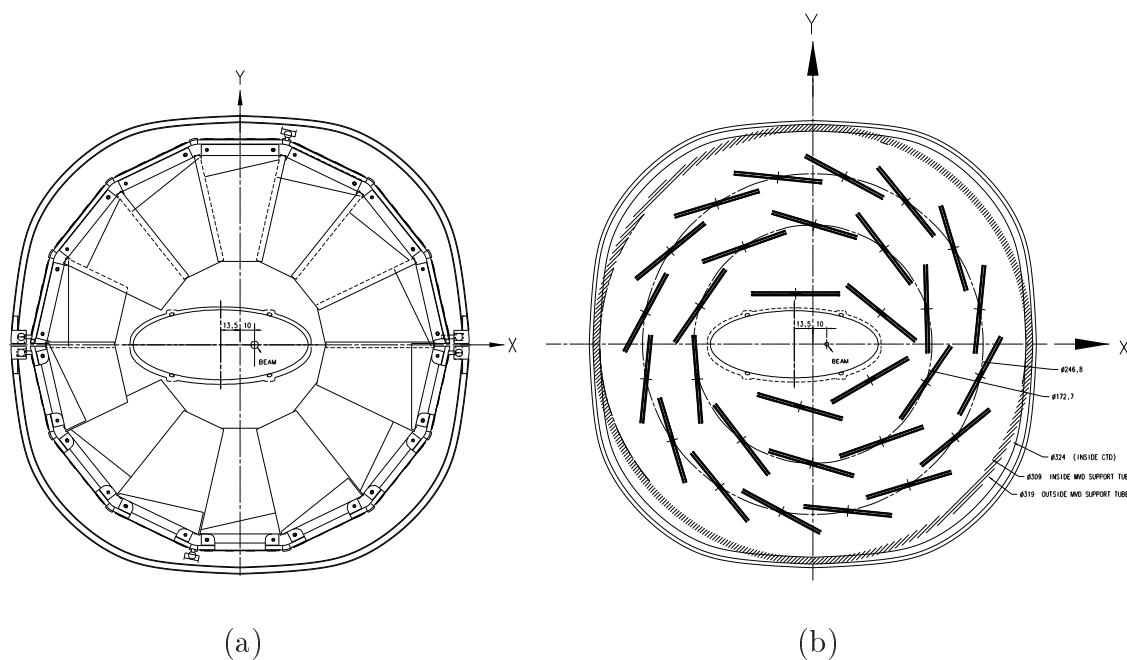 Y
X
13.5 10
BEAM
(a)
Y
X
13.5 10
BEAM
ø246,8
ø172,7
ø324 (INSIDE CTD)
ø309 INSIDE MVD SUPPORT TUB
ø319 OUTSIDE MVD SUPPORT TUBE
(b)